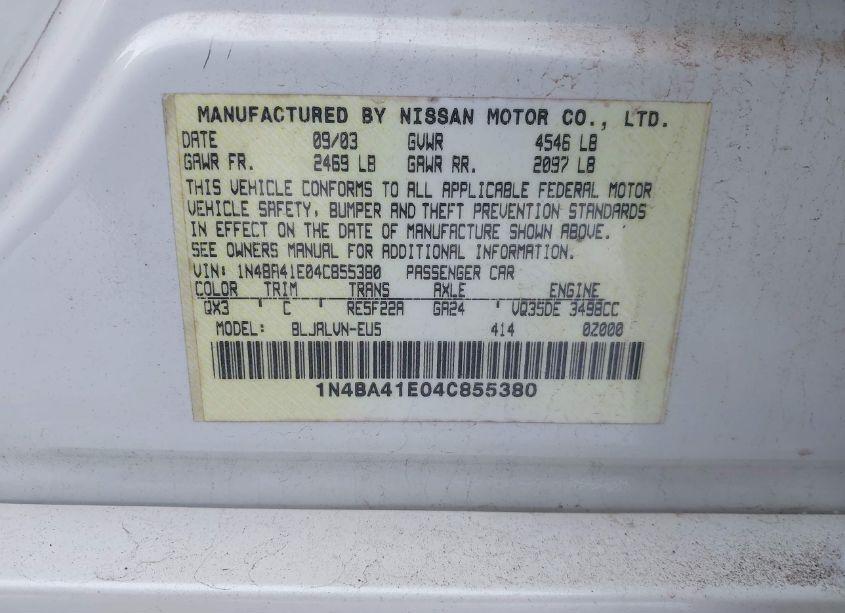 MANUFACTURED BY NISSAN MOTOR CO., LTD.
DATE 09/03 GVWR 4546 LB
GAWR FR. 2469 LB GAWR RR. 2097 LB
THIS VEHICLE CONFORMS TO ALL APPLICABLE FEDERAL MOTOR
VEHICLE SAFETY, BUMPER AND THEFT PREVENTION STANDARDS
IN EFFECT ON THE DATE OF MANUFACTURE SHOWN ABOVE.
SEE OWNERS MANUAL FOR ADDITIONAL INFORMATION.
VIN: 1N4BA41E04C855380 PASSENGER CAR
COLOR TRIM TRANS AXLE ENGINE
QX3 ' C ' RE5F22A GA24 ' VQ35DE 3498CC
MODEL: BLJALVN-EU5 414 0Z000
1N4BA41E04C855380